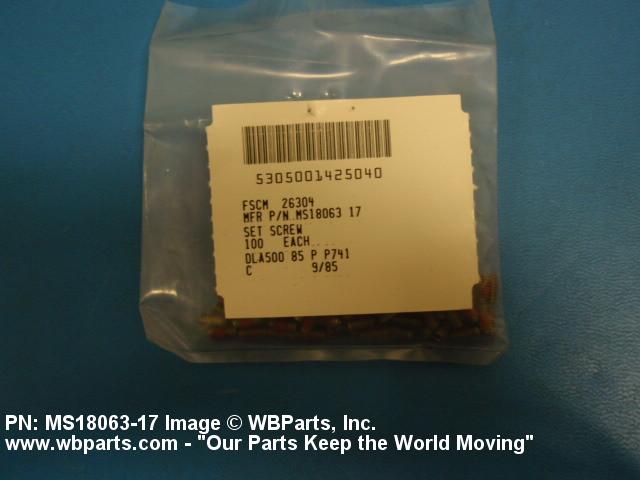 5305001425040
FSCM 26304
MFR P/N MS18063 17
SET SCREW
100 EACH
DLA500 85 P P741
C 9/85
PN: MS18063-17 Image © WBParts, Inc.
www.wbparts.com - "Our Parts Keep the World Moving"